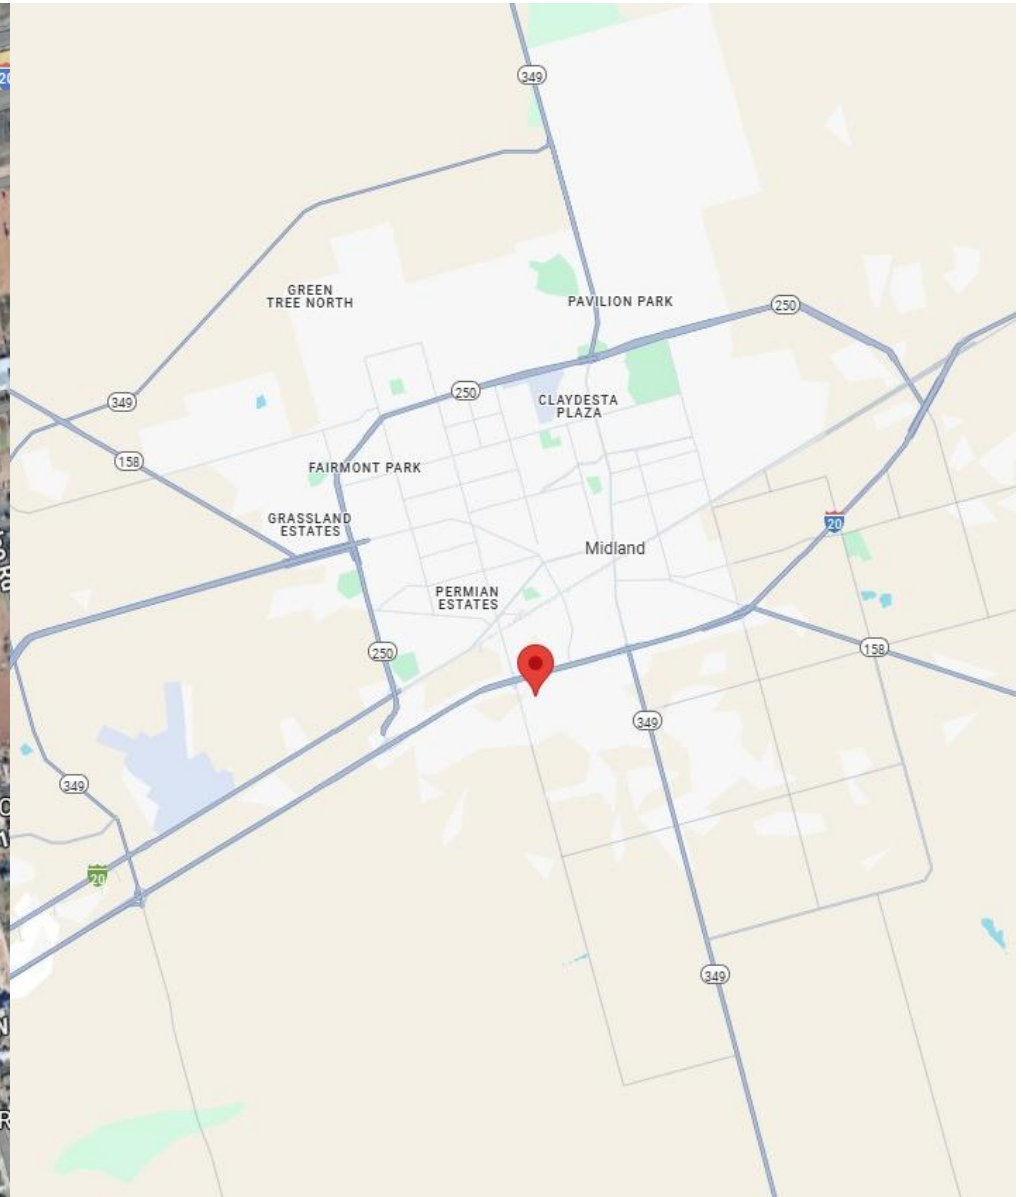 349
20
GREEN
TREE NORTH
PAVILION PARK
250
250
349
CLAYDESTA
PLAZA
158
FAIRMONT PARK
GRASSLAND
ESTATES
20
Midland
PERMIAN
ESTATES
250
158
349
349
20
349